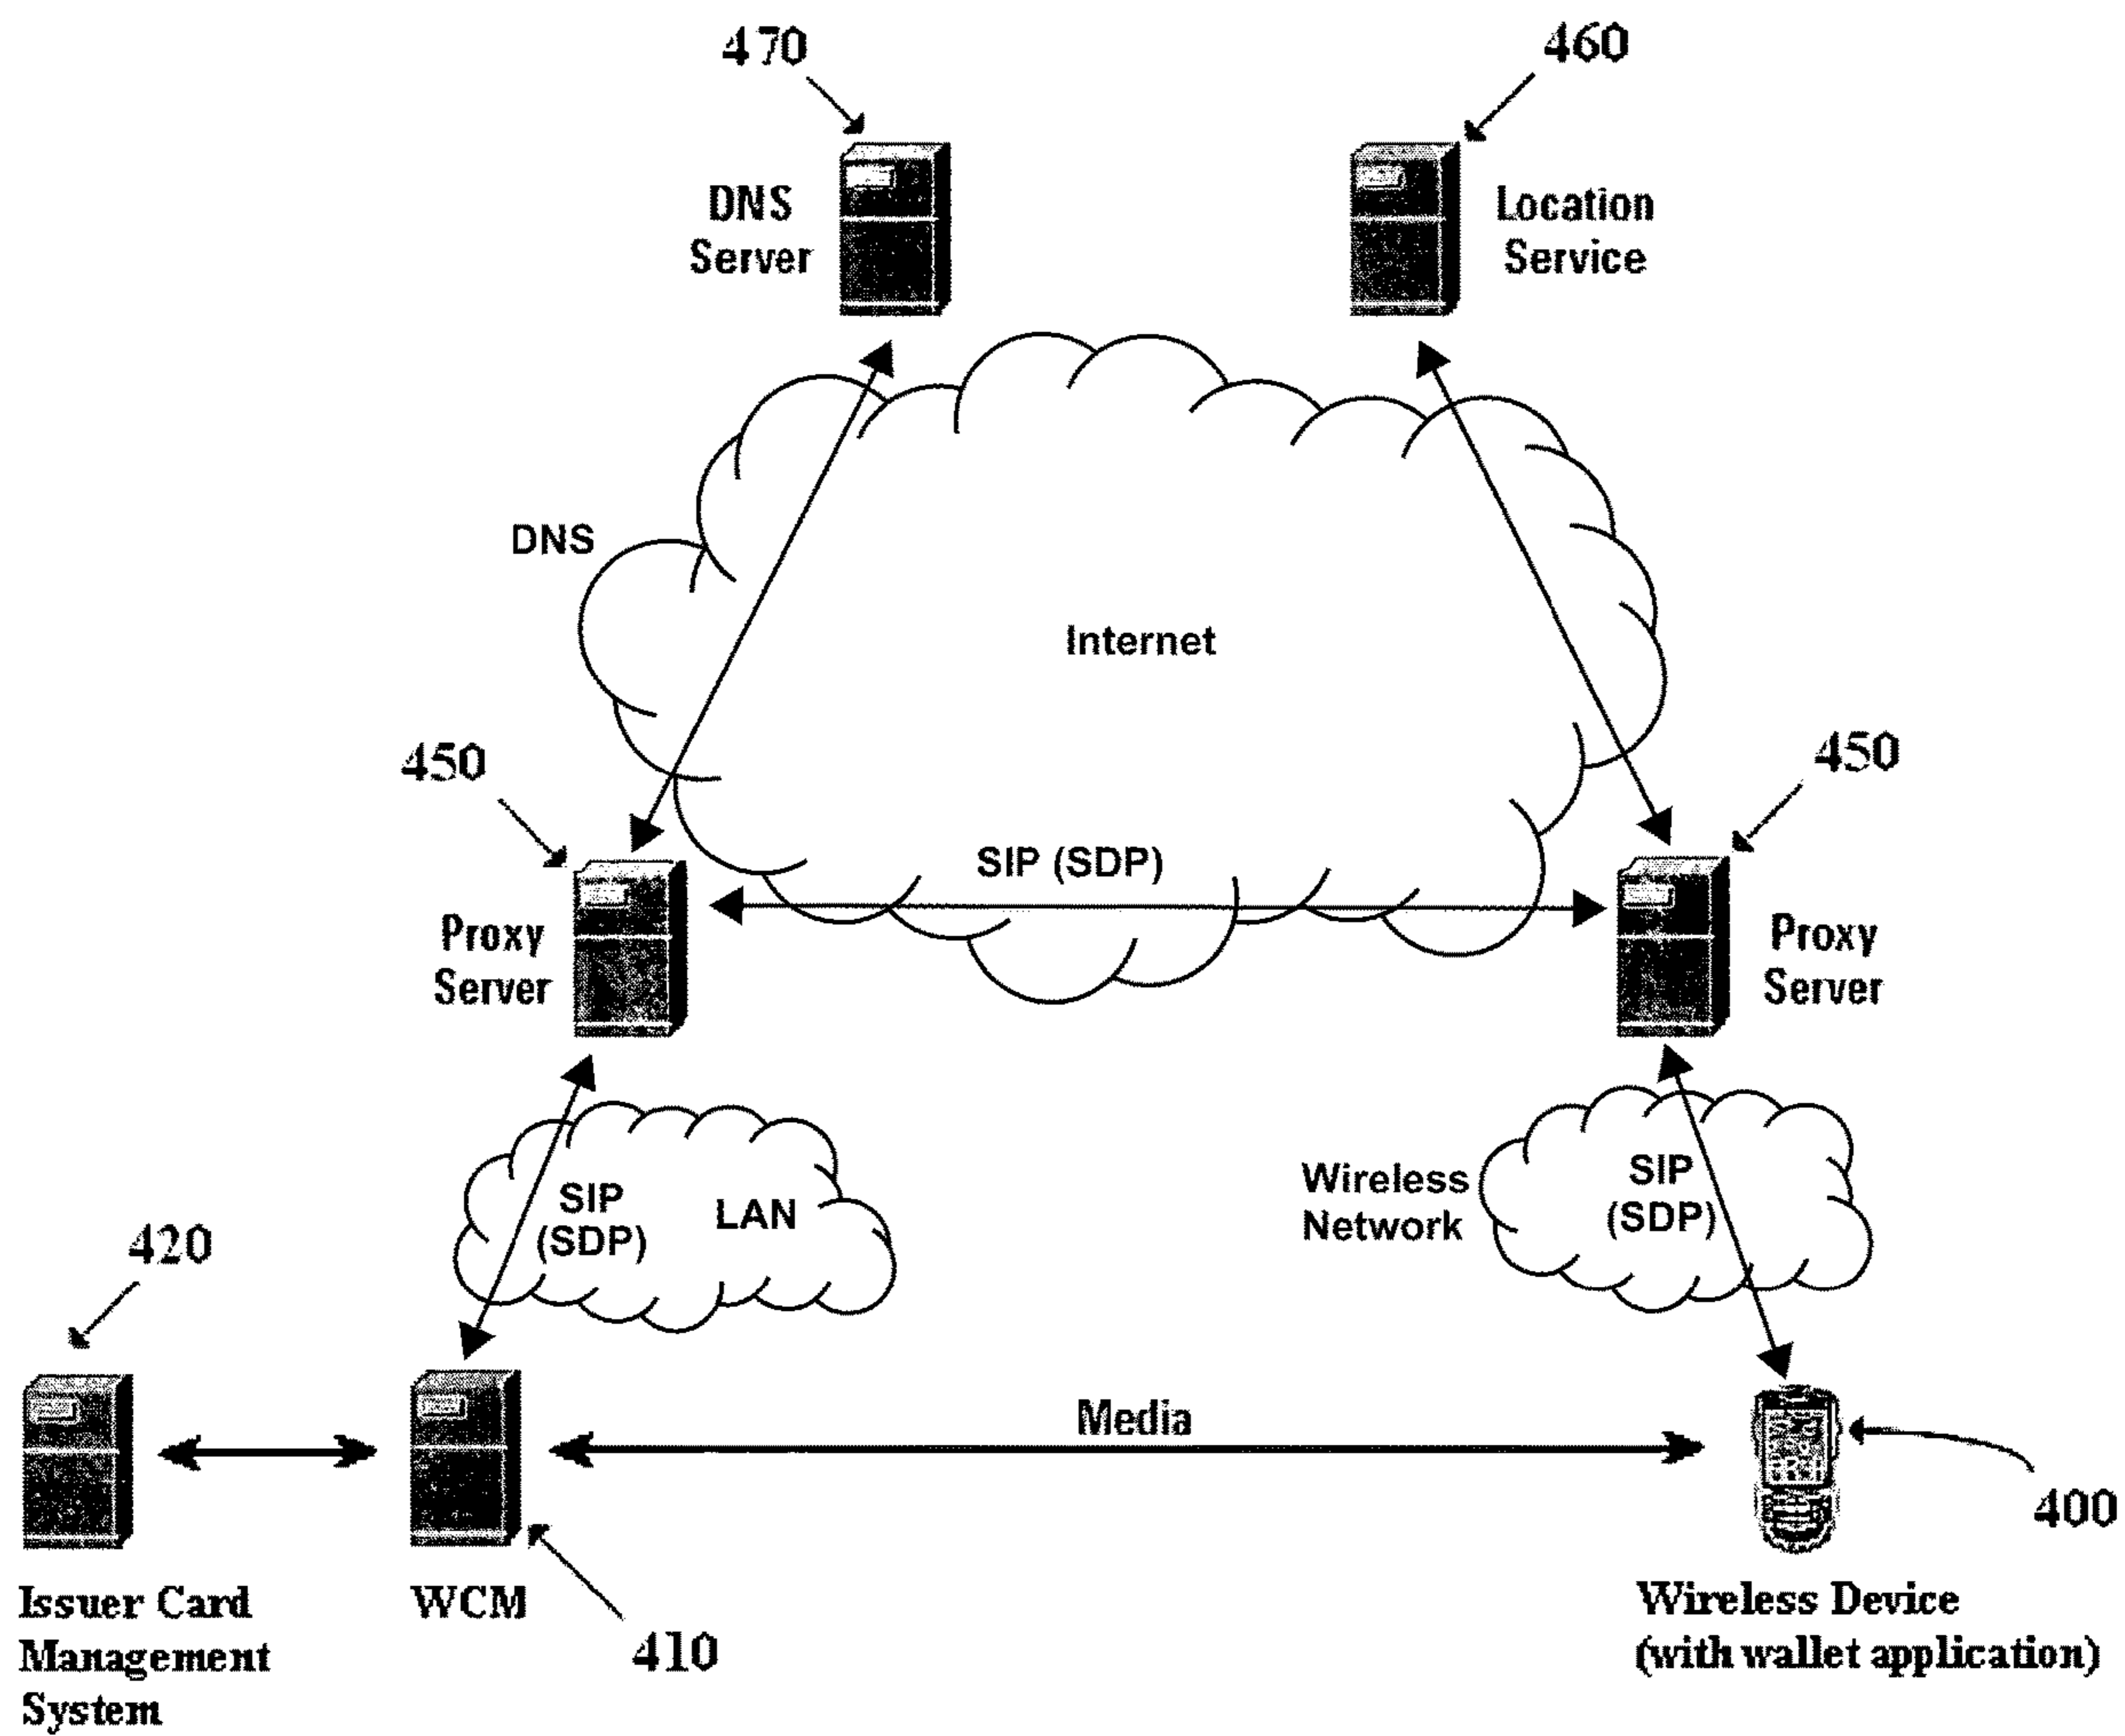 470
460
DNS
Server
Location
Service
DNS
Internet
450
450
SIP (SDP)
Proxy
Server
Proxy
Server
SIP
(SDP)
LAN
Wireless
Network
SIP
(SDP)
420
Media
400
Issuer Card
Management
System
WCM
410
Wireless Device
(with wallet application)